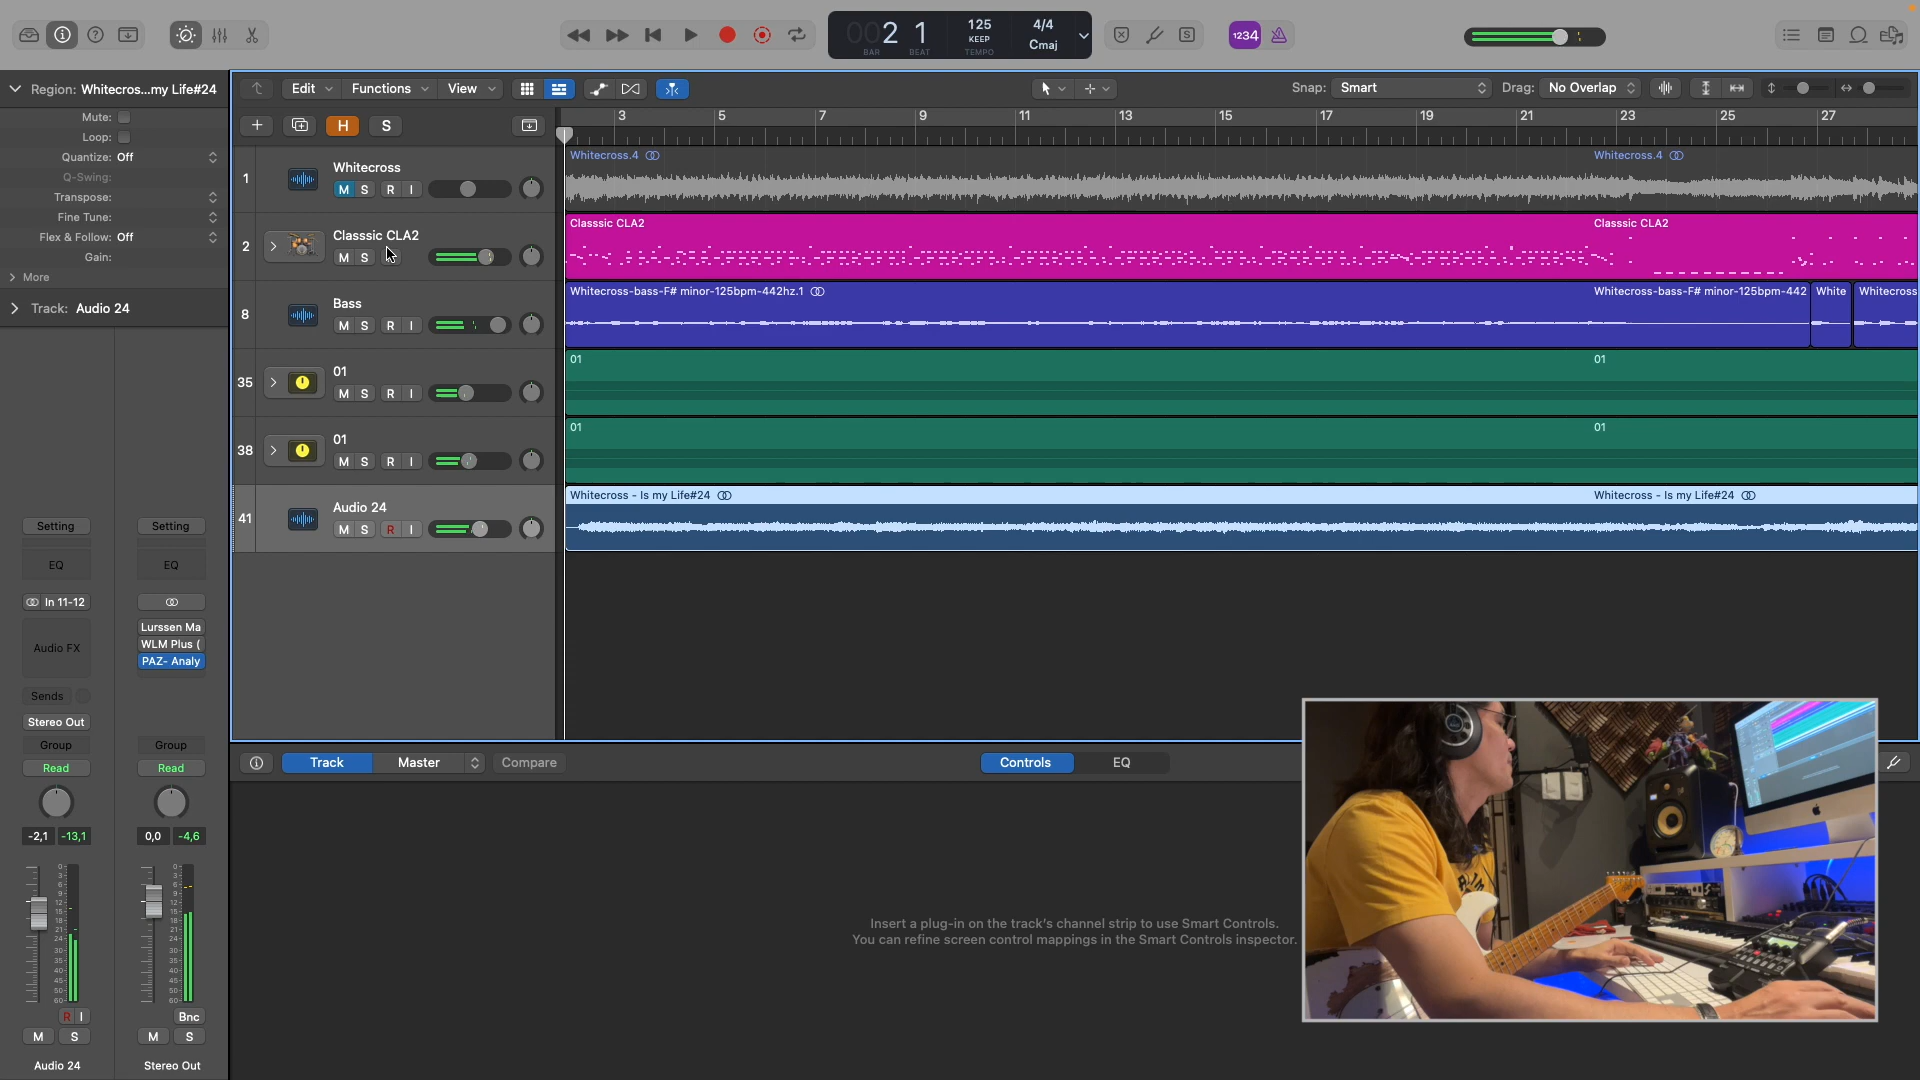 002 1
BAR BEAT
125
KEEP
TEMPO
4/4
Cmaj
S
1234
Region: Whitecros...my Life#24
Mute:
Loop:
Quantize: Off
Q-Swing:
Transpose:
Fine Tune:
Flex & Follow: Off
Gain:
More
Track: Audio 24
Edit
Functions
View
Snap: Smart
Drag: No Overlap
H
S
3 5 7 9 11 13 15 17 19 21 23 25 27
1
Whitecross
M S R I
Whitecross.4
Whitecross.4
2
Classsic CLA2
M S
Classsic CLA2
Classsic CLA2
8
Bass
M S R I
Whitecross-bass-F# minor-125bpm-442hz.1
Whitecross-bass-F# minor-125bpm-442
White
Whitecross
35
01
M S R I
01
01
38
01
M S R I
01
01
41
Audio 24
M S R I
Whitecross - Is my Life#24
Whitecross - Is my Life#24
Setting
Setting
EQ
EQ
In 11-12
Audio FX
Lurssen Ma
WLM Plus (
PAZ- Analy
Sends
Stereo Out
Group
Group
Read
Read
-2,1 -13,1
0,0 -4,6
R I
Bnc
M S
M S
Audio 24
Stereo Out
Track
Master
Compare
Controls
EQ
Insert a plug-in on the track's channel strip to use Smart Controls.
You can refine screen control mappings in the Smart Controls inspector.